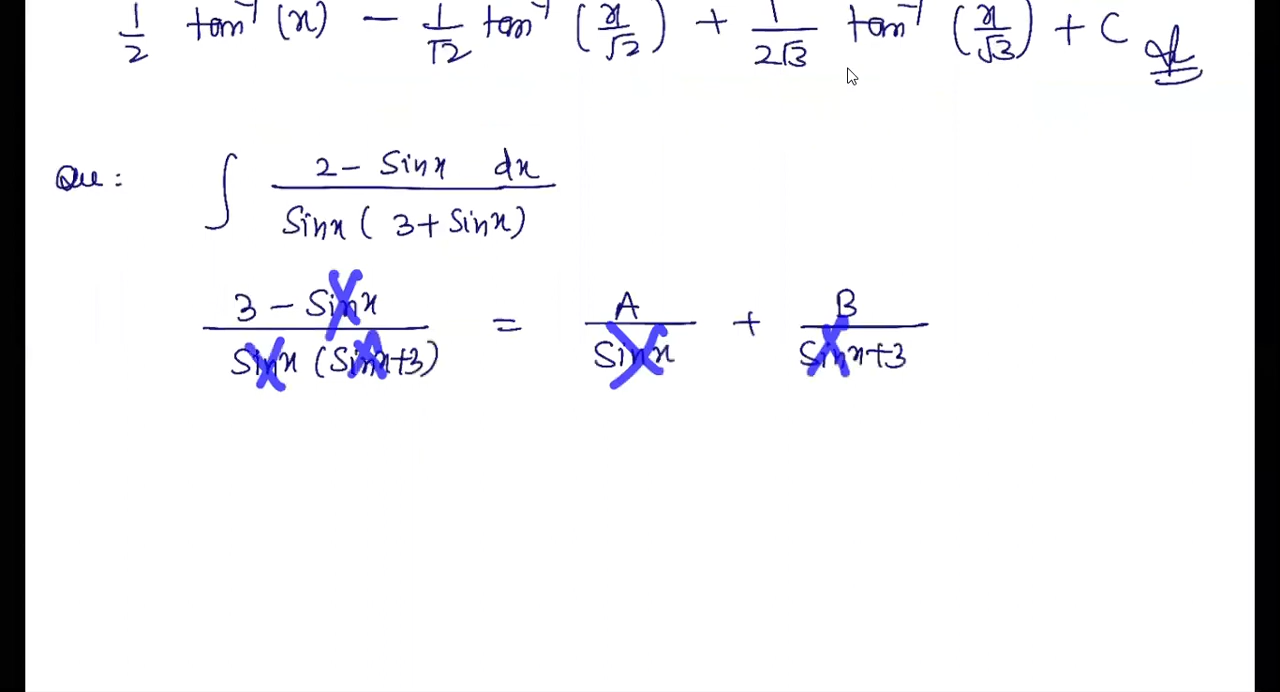 1/2 tan⁻¹(x) − 1/√2 tan⁻¹(x/√2) + 1/2√3 tan⁻¹(x/√3) + C
Qu: ∫ 2 − Sinx dx / Sinx ( 3 + Sinx)
3 − Sinx / Sinx (Sinx+3) = A / Sinx + B / Sinx+3